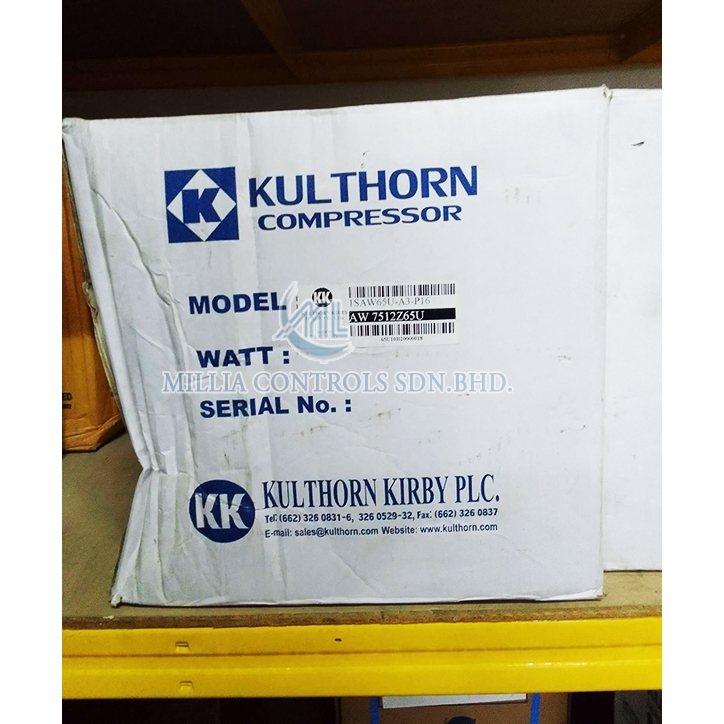 K KULTHORN
COMPRESSOR
MODEL :
KK
1SAW65U-A3-P16
AW 7512Z65U
WATT :
MILLIA CONTROLS SDN.BHD.
SERIAL No. :
KK KULTHORN KIRBY PLC.
Tel: (662) 326 0831-6, 326 0529-32, Fax: (662) 326 0837
E-mail: sales@kulthorn.com Website: www.kulthorn.com